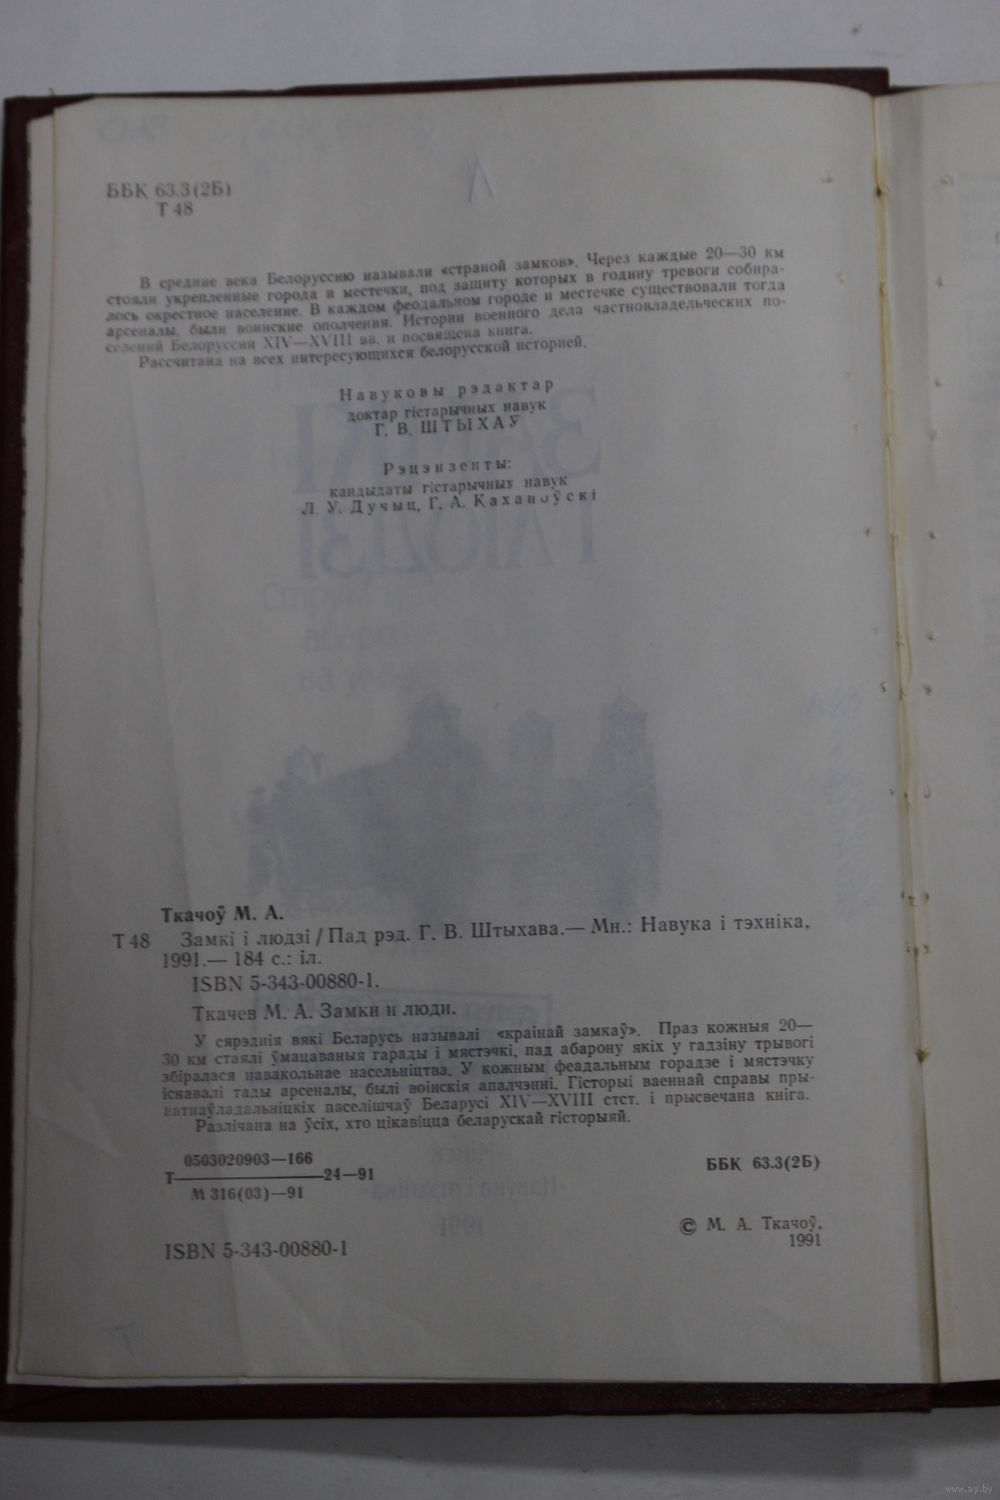 ББК 63.3(2Б)
Т 48
В средние века Белоруссию называли «страной замков». Через каждые 20—30 км
стояли укрепленные города и местечки, под защиту которых в годину тревоги собира-
лось окрестное население. В каждом феодальном городе и местечке существовали тогда
арсеналы, были воинские ополчения. Истории военного дела частновладельческих по-
селений Белоруссии XIV—XVIII вв. и посвящена книга.
Рассчитана на всех интересующихся белорусской историей.
Навуковы рэдактар
доктар гістарычных навук
Г. В. ШТЫХАУ
Рэцэнзенты:
кандыдаты гістарычных навук
Л. У. Дучыц, Г. А. Каханоўскі
Ткачоў М. А.
Т 48 Замкі і людзі / Пад рэд. Г. В. Штыхава.— Мн.: Навука і тэхніка,
1991.— 184 с.: іл.
ISBN 5-343-00880-1.
Ткачев М. А. Замки и люди.
У сярэднія вякі Беларусь называлі «краінай замкаў». Праз кожныя 20—
30 км стаялі ўмацаваныя гарады і мястэчкі, пад абарону якіх у гадзіну трывогі
збіралася навакольнае насельніцтва. У кожным феадальным горадзе і мястэчку
існавалі тады арсеналы, былі воінскія апалчэнні. Гісторыі ваеннай справы пры-
ватнаўладальніцкіх паселішчаў Беларусі XIV—XVIII стст. і прысвечана кніга.
Разлічана на ўсіх, хто цікавіцца беларускай гісторыяй.
0503020903—166
Т————24—91
М 316(03)—91
ББК 63.3(2Б)
© М. А. Ткачоў,
1991
ISBN 5-343-00880-1
www.ay.by